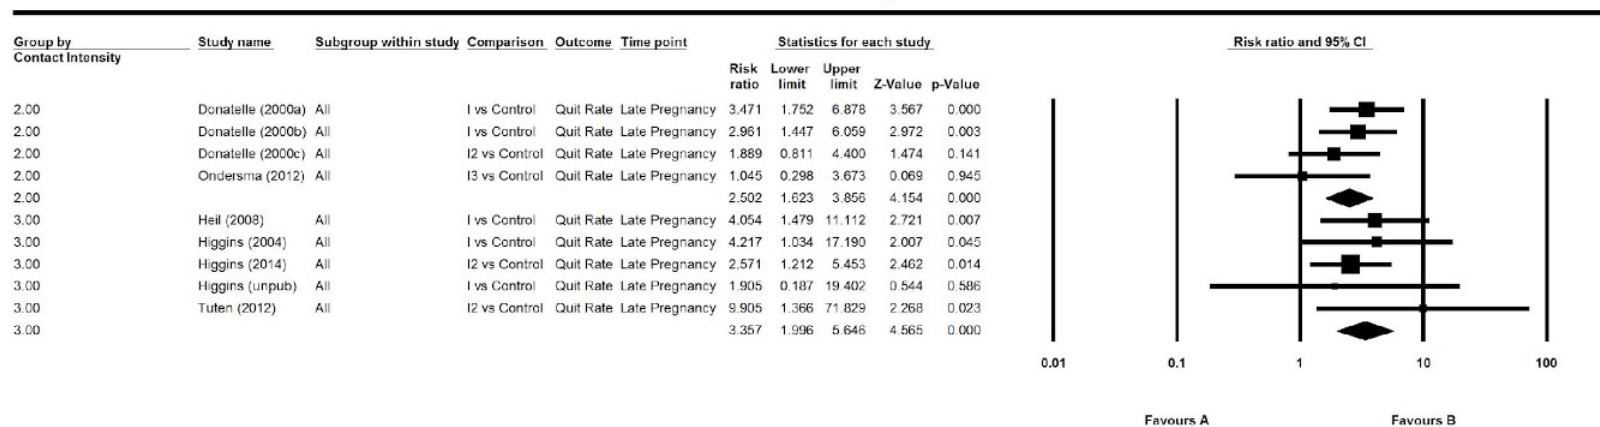 Group by Study name Subgroup within study Comparison Outcome Time point Statistics for each study Risk ratio and 95% CI
Contact Intensity
Risk Lower Upper
ratio limit limit Z-Value p-Value
2.00 Donatelle (2000a) All I vs Control Quit Rate Late Pregnancy 3.471 1.752 6.878 3.567 0.000
2.00 Donatelle (2000b) All I vs Control Quit Rate Late Pregnancy 2.961 1.447 6.059 2.972 0.003
2.00 Donatelle (2000c) All I2 vs Control Quit Rate Late Pregnancy 1.889 0.811 4.400 1.474 0.141
2.00 Ondersma (2012) All I3 vs Control Quit Rate Late Pregnancy 1.045 0.298 3.673 0.069 0.945
2.00 2.502 1.623 3.856 4.154 0.000
3.00 Heil (2008) All I vs Control Quit Rate Late Pregnancy 4.054 1.479 11.112 2.721 0.007
3.00 Higgins (2004) All I vs Control Quit Rate Late Pregnancy 4.217 1.034 17.190 2.007 0.045
3.00 Higgins (2014) All I2 vs Control Quit Rate Late Pregnancy 2.571 1.212 5.453 2.462 0.014
3.00 Higgins (unpub) All I vs Control Quit Rate Late Pregnancy 1.905 0.187 19.402 0.544 0.586
3.00 Tuten (2012) All I2 vs Control Quit Rate Late Pregnancy 9.905 1.366 71.829 2.268 0.023
3.00 3.357 1.996 5.646 4.565 0.000
0.01 0.1 1 10 100
Favours A Favours B